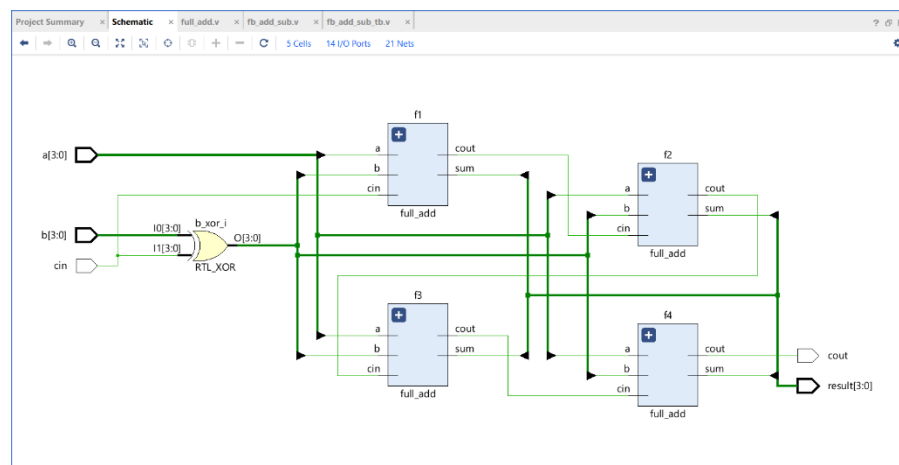 Project Summary × Schematic × full_add.v × fb_add_sub.v × fb_add_sub_tb.v × ?
5 Cells 14 I/O Ports 21 Nets
f1
a cout
b sum
cin
full_add
f2
a cout
b sum
cin
full_add
a[3:0]
b[3:0]
cin
b_xor_i
I0[3:0] O[3:0]
I1[3:0]
RTL_XOR
f3
a cout
b sum
cin
full_add
f4
a cout
b sum
cin
full_add
cout
result[3:0]